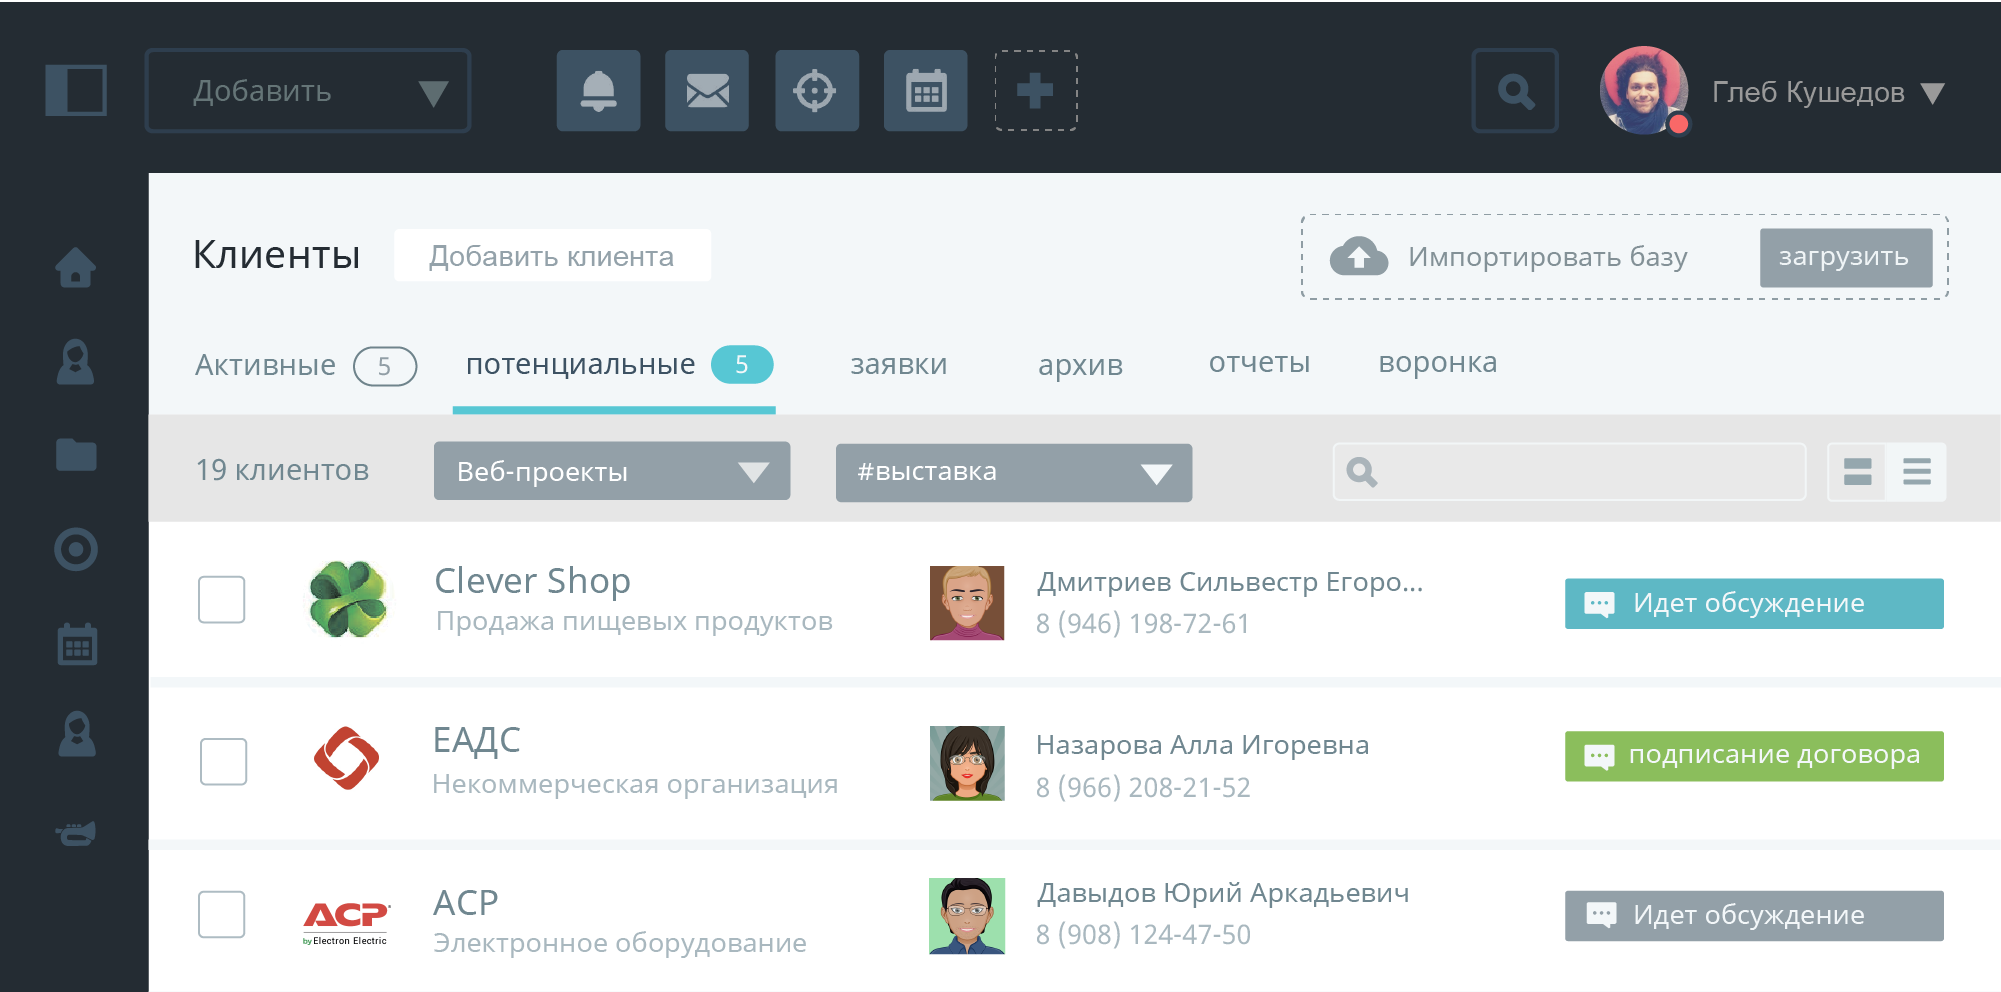 Добавить
Глеб Кушедов
Клиенты
Добавить клиента
Импортировать базу
загрузить
Активные 5
потенциальные 5
заявки
архив
отчеты
воронка
19 клиентов
Веб-проекты
#выставка
Clever Shop
Продажа пищевых продуктов
Дмитриев Сильвестр Егоро...
8 (946) 198-72-61
Идет обсуждение
ЕАДС
Некоммерческая организация
Назарова Алла Игоревна
8 (966) 208-21-52
подписание договора
ACP
by Electron Electric
АСР
Электронное оборудование
Давыдов Юрий Аркадьевич
8 (908) 124-47-50
Идет обсуждение